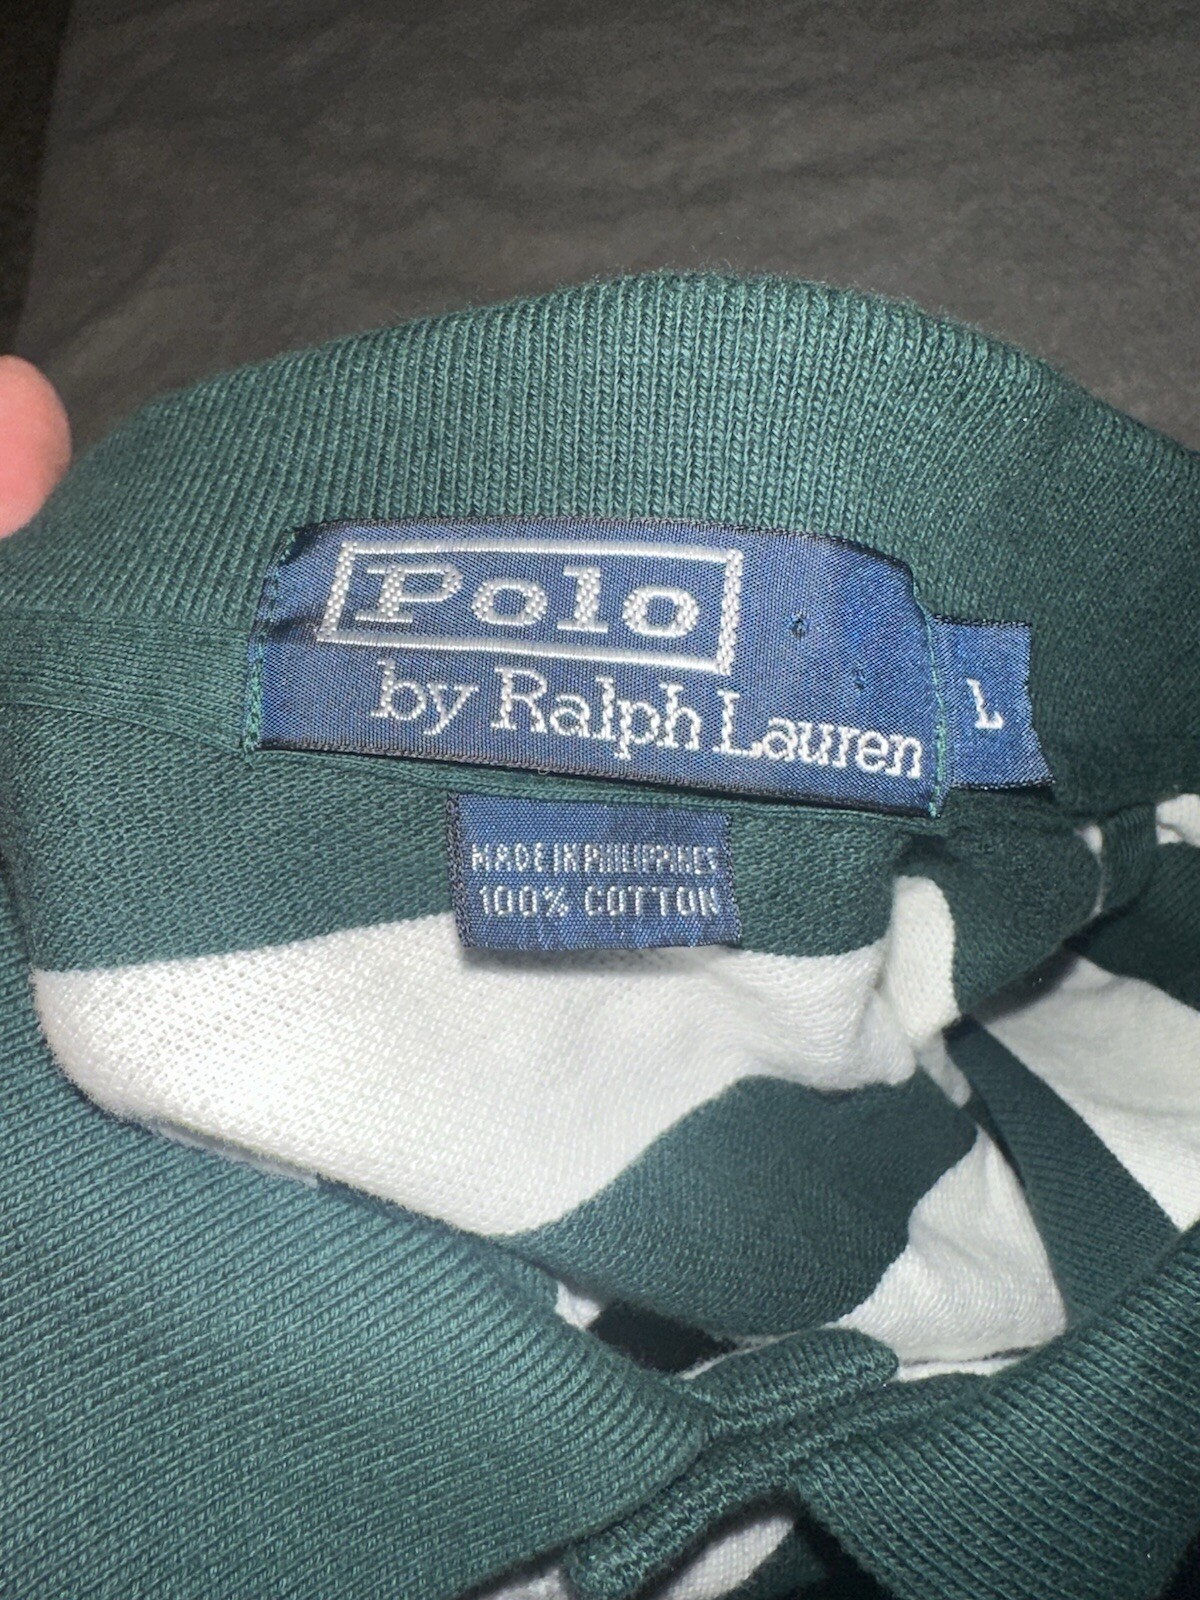 Polo
by Ralph Lauren
L
MADE IN PHILIPPINES
100% COTTON